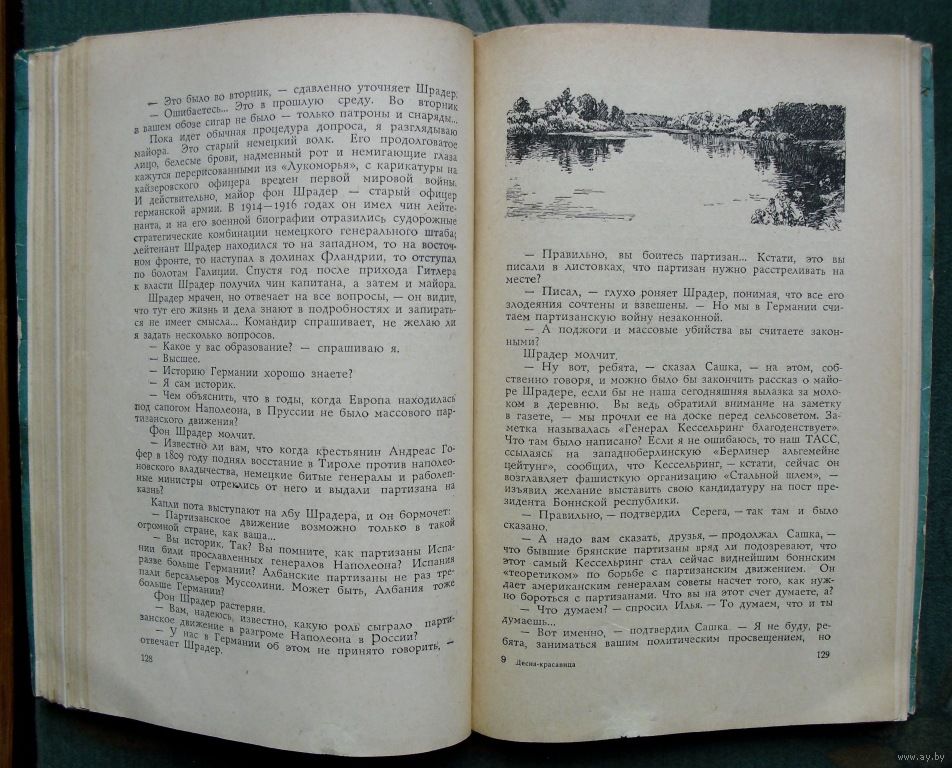 — Это было во вторник, — сдавленно уточняет Шрадер.
— Ошибаетесь... Это в прошлую среду. Во вторник
в вашем обозе сигар не было — только патроны и снаряды...
Пока идет обычная процедура допроса, я разглядываю
майора. Это старый немецкий волк. Его продолговатое
лицо, белесые брови, надменный рот и немигающие глаза
кажутся перерисованными из «Лукоморья», с карикатуры на
кайзеровского офицера времен первой мировой войны.
И действительно, майор фон Шрадер — старый офицер
германской армии. В 1914—1916 годах он имел чин лейте-
нанта, и на его военной биографии отразились судорожные
стратегические комбинации немецкого генерального штаба;
лейтенант Шрадер находился то на западном, то на восточ-
ном фронте, то наступал в долинах Фландрии, то отступал
по болотам Галиции. Спустя год после прихода Гитлера
к власти Шрадер получил чин капитана, а затем и майора.
Шрадер мрачен, но отвечает на все вопросы, — он видит,
что тут его жизнь и дела знают в подробностях и запирать-
ся не имеет смысла... Командир спрашивает, не желаю ли
я задать несколько вопросов.
— Какое у вас образование? — спрашиваю я.
— Высшее.
— Историю Германии хорошо знаете?
— Я сам историк.
— Чем объяснить, что в годы, когда Европа находилась
под сапогом Наполеона, в Пруссии не было массового пар-
тизанского движения?
Фон Шрадер молчит.
— Известно ли вам, что когда крестьянин Андреас Го-
фер в 1809 году поднял восстание в Тироле против наполео-
новского владычества, немецкие битые генералы и раболеп-
ные министры отреклись от него и выдали партизана на
казнь?
Капли пота выступают на лбу Шрадера, и он бормочет:
— Партизанское движение возможно только в такой
огромной стране, как ваша...
— Вы историк. Так? Вы помните, как партизаны Испа-
нии били прославленных генералов Наполеона? Испания
разве больше Германии? Албанские партизаны не раз тре-
пали берсальеров Муссолини. Может быть, Албания тоже
больше Германии?
Фон Шрадер растерян.
— Вам, надеюсь, известно, какую роль сыграло парти-
занское движение в разгроме Наполеона в России?
— У нас в Германии об этом не принято говорить, —
отвечает Шрадер.
128
— Правильно, вы боитесь партизан... Кстати, это вы
писали в листовках, что партизан нужно расстреливать на
месте?
— Писал, — глухо роняет Шрадер, понимая, что все его
злодеяния сочтены и взвешены. — Но мы в Германии счи-
таем партизанскую войну незаконной.
— А поджоги и массовые убийства вы считаете закон-
ными?
Шрадер молчит.
— Ну вот, ребята, — сказал Сашка, — на этом, соб-
ственно говоря, и можно было бы закончить рассказ о майо-
ре Шрадере, если бы не наша сегодняшняя вылазка за моло-
ком в деревню. Вы ведь обратили внимание на заметку
в газете, — мы прочли ее на доске перед сельсоветом. За-
метка называлась «Генерал Кессельринг благоденствует».
Что там было написано? Если я не ошибаюсь, то наш ТАСС,
ссылаясь на западноберлинскую «Берлинер альгемейне
цейтунг», сообщил, что Кессельринг, — кстати, сейчас он
возглавляет фашистскую организацию «Стальной шлем», —
изъявил желание выставить свою кандидатуру на пост пре-
зидента Боннской республики.
— Правильно, — подтвердил Серега, — так там и было
сказано.
— А надо вам сказать, друзья, — продолжал Сашка, —
что бывшие брянские партизаны вряд ли подозревают, что
этот самый Кессельринг стал сейчас виднейшим боннским
«теоретиком» по борьбе с партизанским движением. Он
дает американским генералам советы насчет того, как нуж-
но бороться с партизанами. Что вы на этот счет думаете, а?
— Что думаем? — спросил Илья. — То думаем, что и ты
думаешь...
— Вот именно, — подтвердил Сашка. — Я не буду, ре-
бята, заниматься вашим политическим просвещением, но
9 Десна-красавица
129
www.ay.by